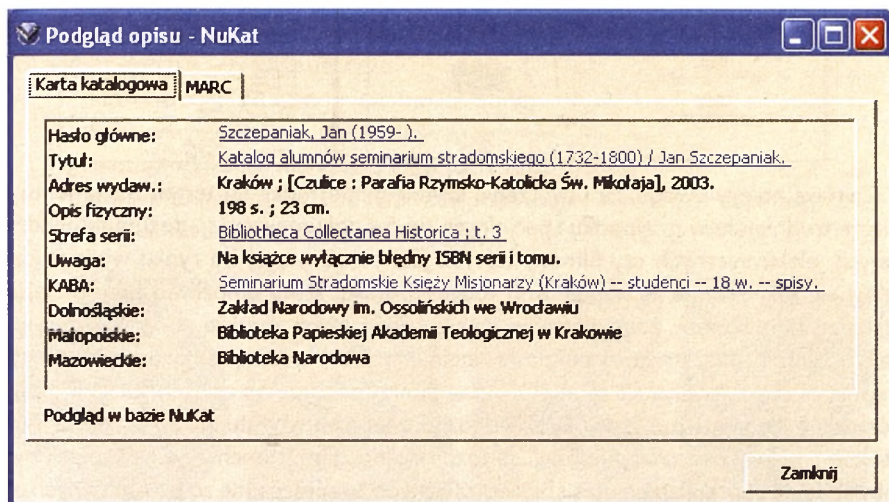 Podgląd opisu - NuKat
Karta katalogowa MARC
Hasło główne: Szczepaniak, Jan (1959- ).
Tytuł: Katalog alumnów seminarium stradomskiego (1732-1800) / Jan Szczepaniak.
Adres wydaw.: Kraków ; [Czulice : Parafia Rzymsko-Katolicka Św. Mikołaja], 2003.
Opis fizyczny: 198 s. ; 23 cm.
Strefa serii: Bibliotheca Collectanea Historica ; t. 3
Uwaga: Na książce wyłącznie błędny ISBN serii i tomu.
KABA: Seminarium Stradomskie Księży Misjonarzy (Kraków) -- studenci -- 18 w. -- spisy.
Dolnośląskie: Zakład Narodowy im. Ossolińskich we Wrocławiu
Małopolskie: Biblioteka Papieskiej Akademii Teologicznej w Krakowie
Mazowieckie: Biblioteka Narodowa
Podgląd w bazie NuKat
Zamknij